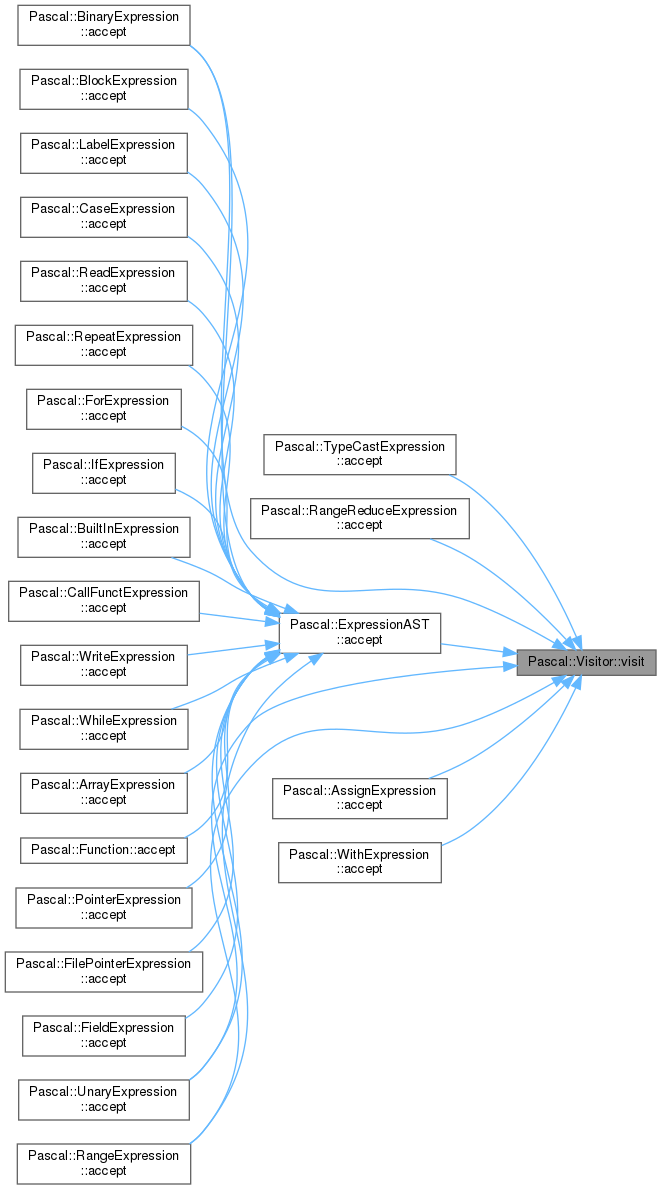 Pascal::BinaryExpression
::accept
Pascal::BlockExpression
::accept
Pascal::LabelExpression
::accept
Pascal::CaseExpression
::accept
Pascal::ReadExpression
::accept
Pascal::RepeatExpression
::accept
Pascal::ForExpression
::accept
Pascal::IfExpression
::accept
Pascal::BuiltInExpression
::accept
Pascal::CallFunctExpression
::accept
Pascal::WriteExpression
::accept
Pascal::WhileExpression
::accept
Pascal::ArrayExpression
::accept
Pascal::Function::accept
Pascal::PointerExpression
::accept
Pascal::FilePointerExpression
::accept
Pascal::FieldExpression
::accept
Pascal::UnaryExpression
::accept
Pascal::RangeExpression
::accept
Pascal::TypeCastExpression
::accept
Pascal::RangeReduceExpression
::accept
Pascal::ExpressionAST
::accept
Pascal::AssignExpression
::accept
Pascal::WithExpression
::accept
Pascal::Visitor::visit